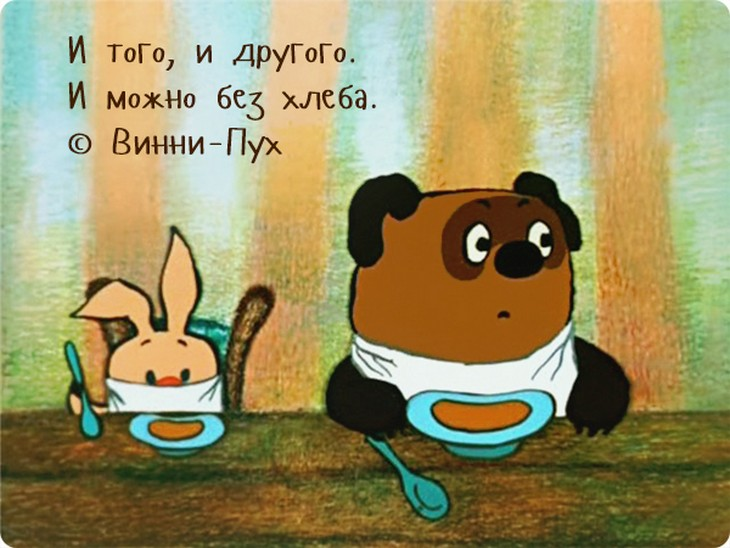 И того, и другого.
И можно без хлеба.
© Винни-Пух